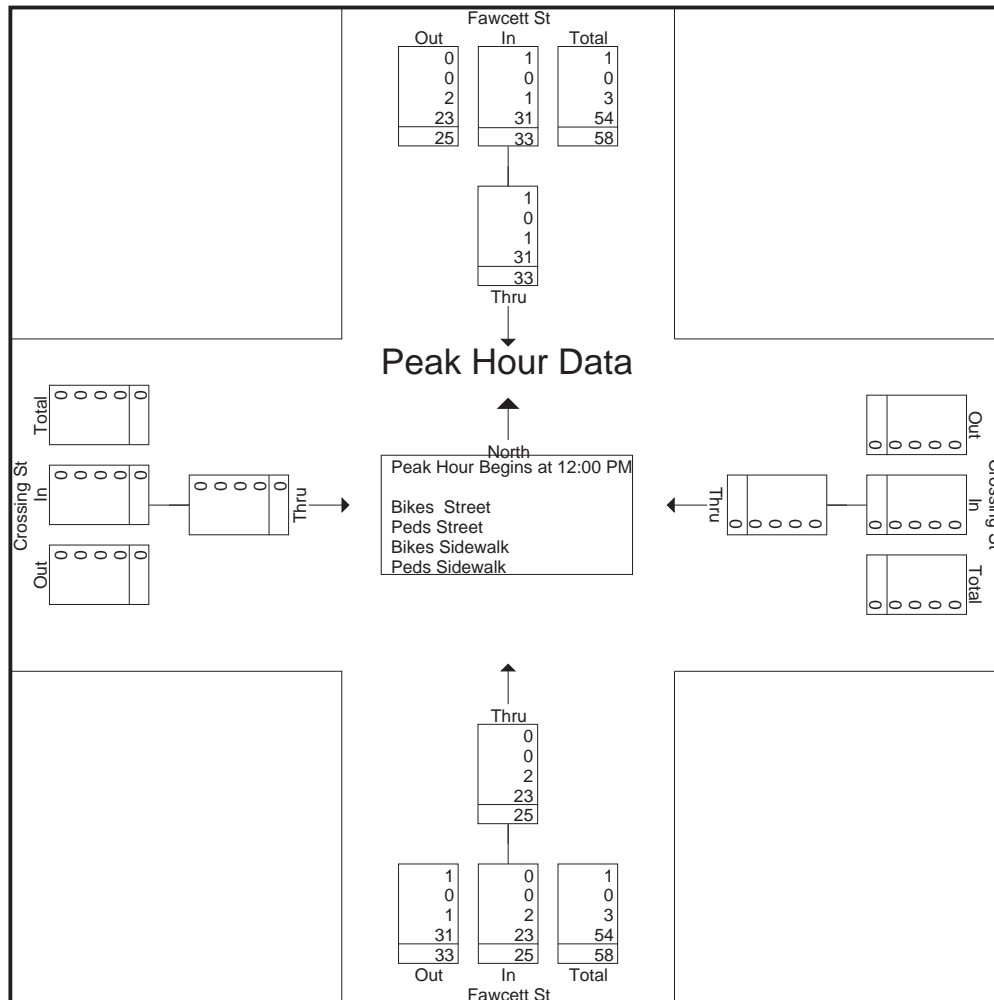 Fawcett St
Out In Total
0 1 1
0 0 0
2 1 3
23 31 54
25 33 58
1
0
1
31
33
Thru
Peak Hour Data
North
Peak Hour Begins at 12:00 PM
Bikes Street
Peds Street
Bikes Sidewalk
Peds Sidewalk
Crossing St
Total
0 0 0 0 0
In
0 0 0 0 0
Out
0 0 0 0 0
Thru
0 0 0 0 0
Crossing St
Out
0 0 0 0 0
In
0 0 0 0 0
Total
0 0 0 0 0
Thru
0 0 0 0 0
Thru
0
0
2
23
25
1 0 1
0 0 0
1 2 3
31 23 54
33 25 58
Out In Total
Fawcett St